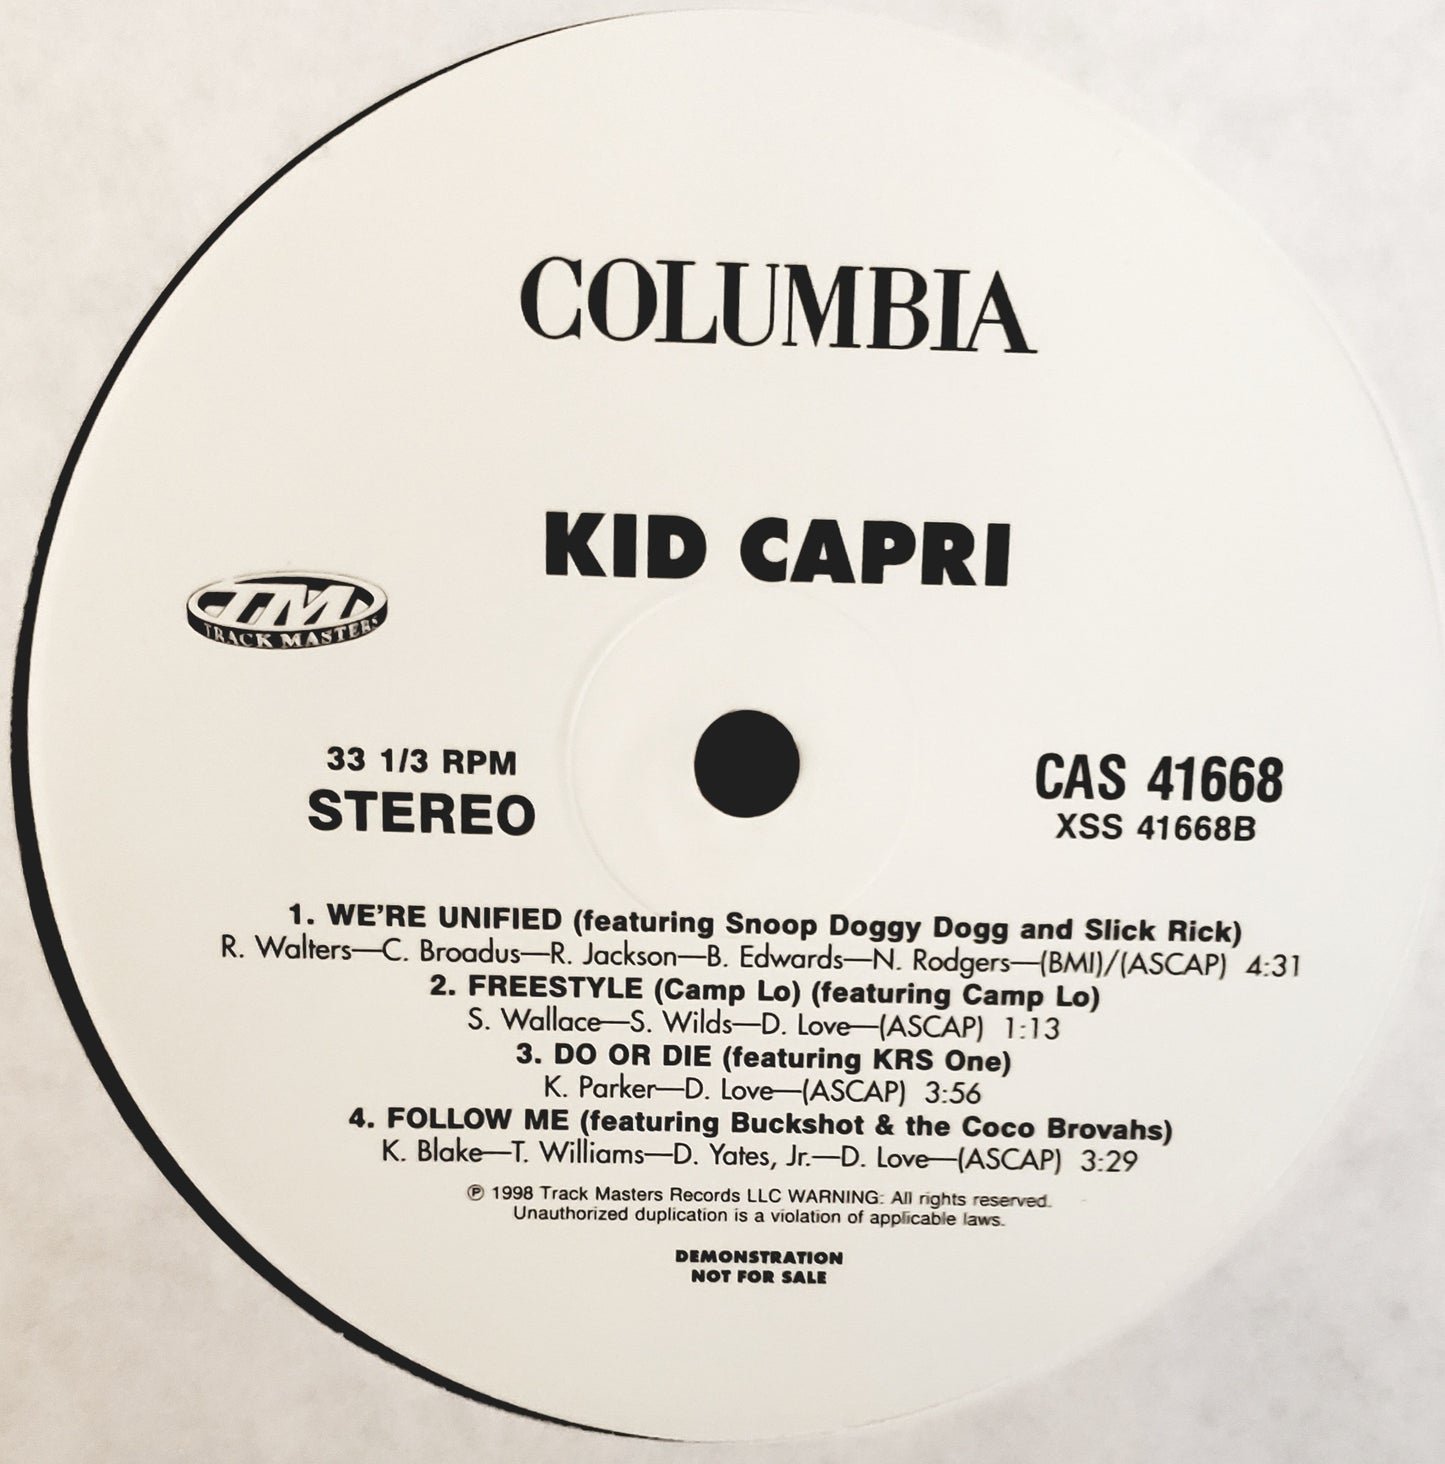 COLUMBIA
KID CAPRI
TM
TRACK MASTERS
33 1/3 RPM
STEREO
CAS 41668
XSS 41668B
1. WE'RE UNIFIED (featuring Snoop Doggy Dogg and Slick Rick)
R. Walters—C. Broadus—R. Jackson—B. Edwards—N. Rodgers—(BMI)/(ASCAP) 4:31
2. FREESTYLE (Camp Lo) (featuring Camp Lo)
S. Wallace—S. Wilds—D. Love—(ASCAP) 1:13
3. DO OR DIE (featuring KRS One)
K. Parker—D. Love—(ASCAP) 3:56
4. FOLLOW ME (featuring Buckshot & the Coco Brovahs)
K. Blake—T. Williams—D. Yates, Jr.—D. Love—(ASCAP) 3:29
℗ 1998 Track Masters Records LLC WARNING: All rights reserved.
Unauthorized duplication is a violation of applicable laws.
DEMONSTRATION
NOT FOR SALE